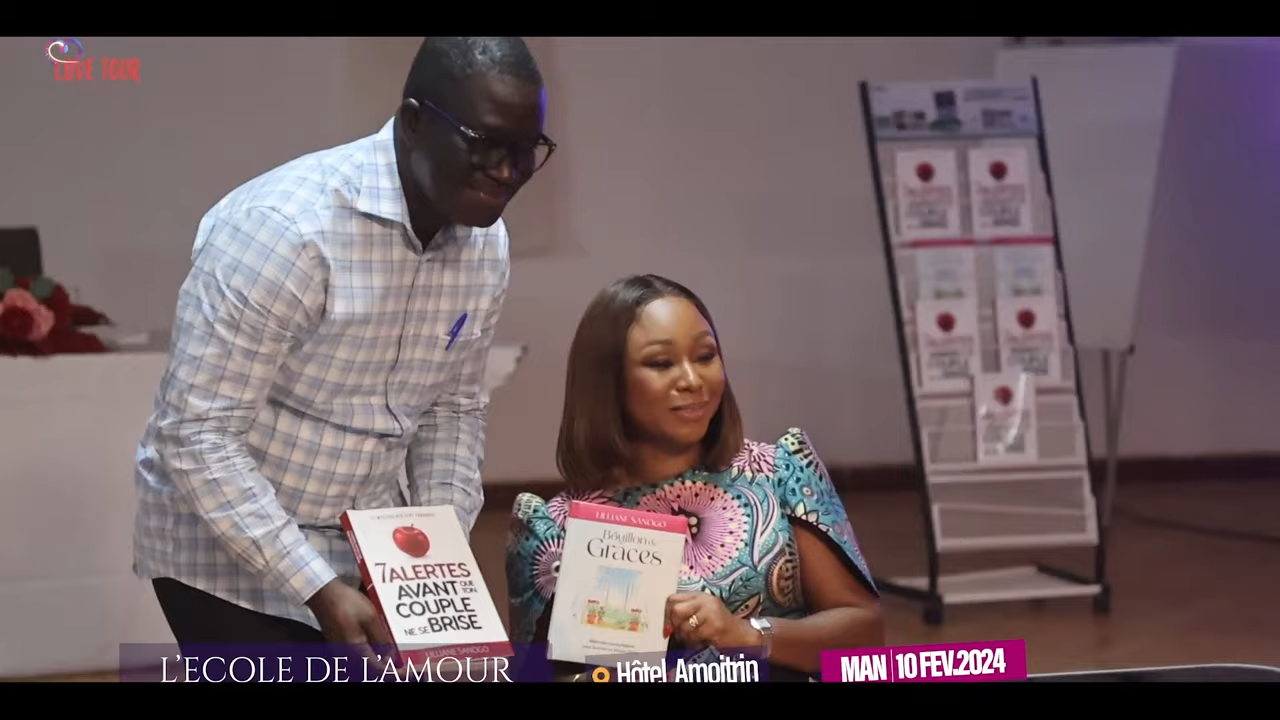 LOVE TOUR
7 ALERTES
AVANT QUE TON
COUPLE
NE SE BRISE
LILLIANE SANOGO
LILLIANE SANOGO
Bouillon de
Graces
L'ECOLE DE L'AMOUR
Hôtel Amoitrin
MAN 10 FEV.2024